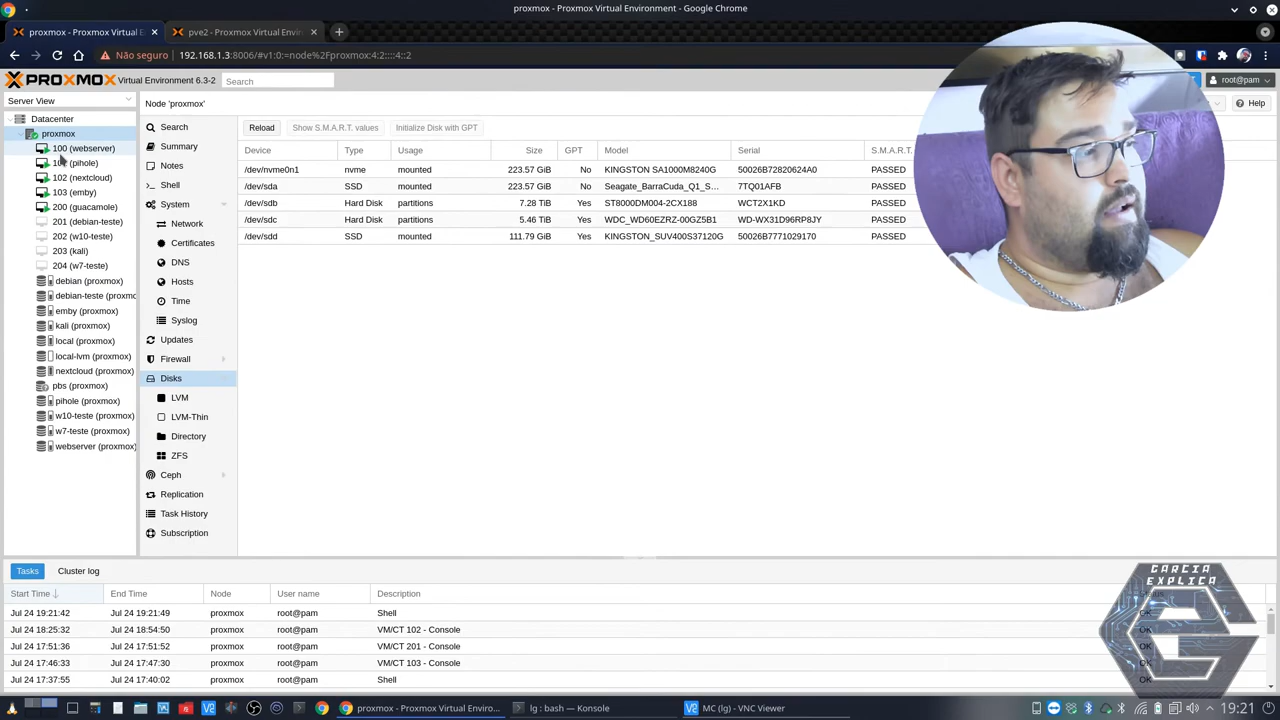 proxmox - Proxmox Virtual Environment - Google Chrome
proxmox - Proxmox Virtual Environment
pve2 - Proxmox Virtual Envir
Não seguro
192.168.1.3:8006/#v1:0:=node%2Fproxmox:4:2::::4::2
PROXMOX Virtual Environment 6.3-2
Search
root@pam
Server View
Node 'proxmox'
Help
Datacenter
proxmox
100 (webserver)
(pihole)
102 (nextcloud)
103 (emby)
200 (guacamole)
201 (debian-teste)
202 (w10-teste)
203 (kali)
204 (w7-teste)
debian (proxmox)
debian-teste (proxmo
emby (proxmox)
kali (proxmox)
local (proxmox)
local-lvm (proxmox)
nextcloud (proxmox)
pbs (proxmox)
pihole (proxmox)
w10-teste (proxmox)
w7-teste (proxmox)
webserver (proxmox)
Search
Summary
Notes
Shell
System
Network
Certificates
DNS
Hosts
Time
Syslog
Updates
Firewall
Disks
LVM
LVM-Thin
Directory
ZFS
Ceph
Replication
Task History
Subscription
Reload
Show S.M.A.R.T. values
Initialize Disk with GPT
Device Type Usage Size GPT Model Serial S.M.A.R.T.
/dev/nvme0n1 nvme mounted 223.57 GiB No KINGSTON SA1000M8240G 50026B72820624A0 PASSED
/dev/sda SSD mounted 223.57 GiB No Seagate_BarraCuda_Q1_S... 7TQ01AFB PASSED
/dev/sdb Hard Disk partitions 7.28 TiB Yes ST8000DM004-2CX188 WCT2X1KD PASSED
/dev/sdc Hard Disk partitions 5.46 TiB Yes WDC_WD60EZRZ-00GZ5B1 WD-WX31D96RP8JY PASSED
/dev/sdd SSD mounted 111.79 GiB No KINGSTON_SUV400S37120G 50026B7771029170 PASSED
Tasks
Cluster log
Start Time End Time Node User name Description Status
Jul 24 19:21:42 Jul 24 19:21:49 proxmox root@pam Shell OK
Jul 24 18:25:32 Jul 24 18:54:50 proxmox root@pam VM/CT 102 - Console OK
Jul 24 17:51:36 Jul 24 17:51:52 proxmox root@pam VM/CT 201 - Console OK
Jul 24 17:46:33 Jul 24 17:47:30 proxmox root@pam VM/CT 103 - Console OK
Jul 24 17:37:55 Jul 24 17:40:02 proxmox root@pam Shell OK
GARCIA
EXPLICA
proxmox - Proxmox Virtual Enviro...
lg : bash — Konsole
MC (lg) - VNC Viewer
19:21